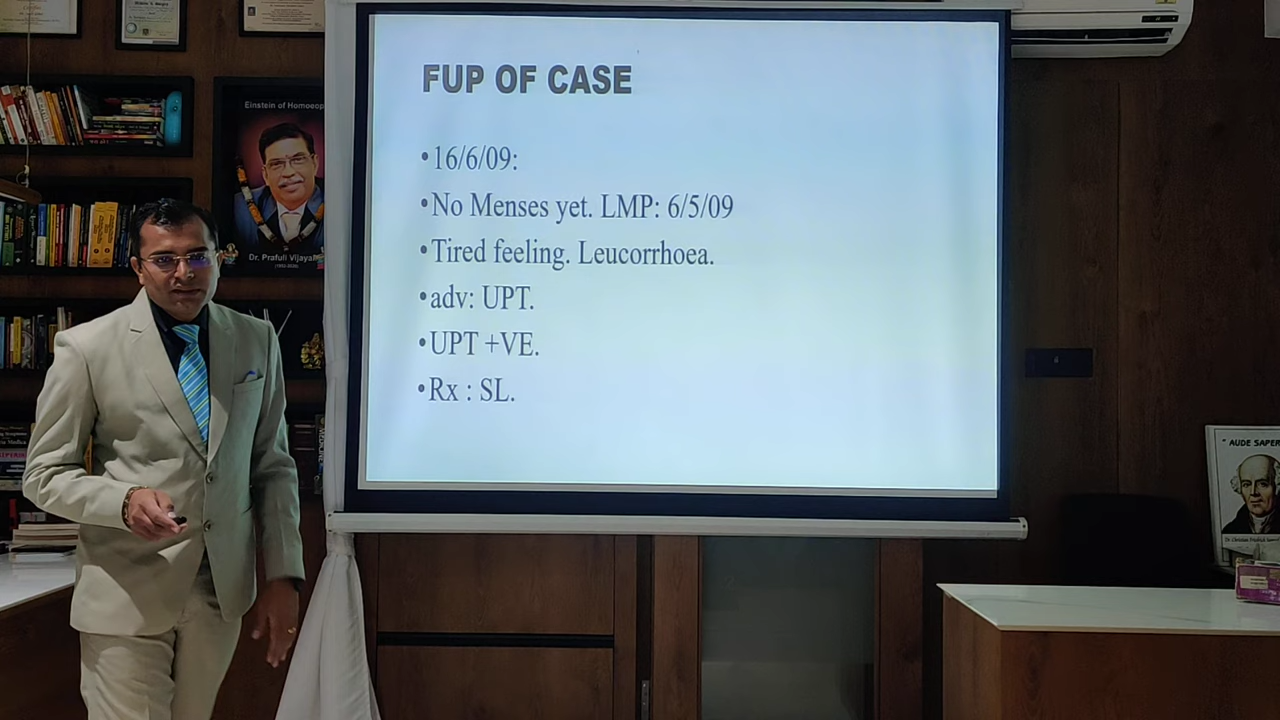 FUP OF CASE
•16/6/09:
•No Menses yet. LMP: 6/5/09
•Tired feeling. Leucorrhoea.
•adv: UPT.
•UPT +VE.
•Rx : SL.
Einstein of Homoeop
Dr. Prafull Vijay
" AUDE SAPER